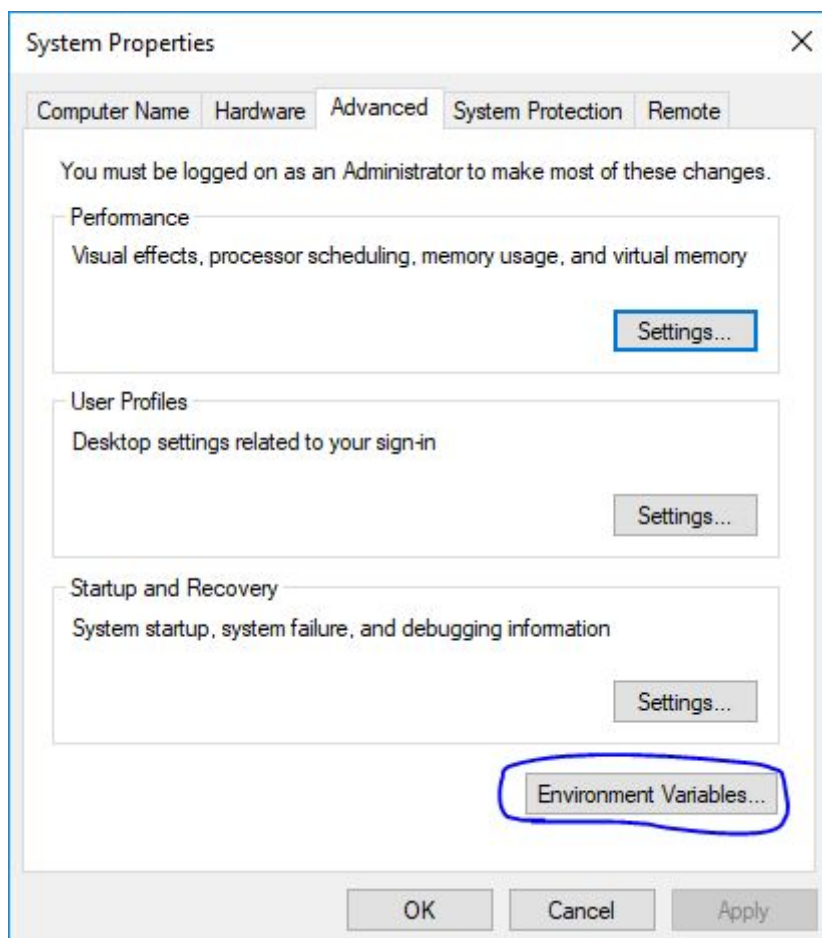 System Properties
Computer Name Hardware Advanced System Protection Remote
You must be logged on as an Administrator to make most of these changes.
Performance
Visual effects, processor scheduling, memory usage, and virtual memory
Settings...
User Profiles
Desktop settings related to your sign-in
Settings...
Startup and Recovery
System startup, system failure, and debugging information
Settings...
Environment Variables...
OK Cancel Apply